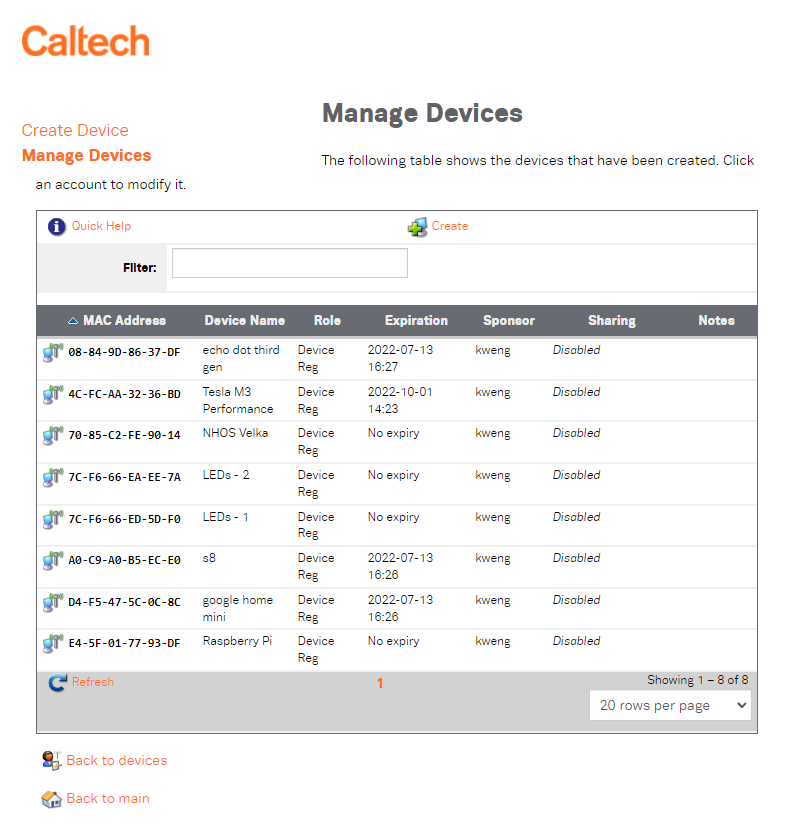 Caltech
Create Device
Manage Devices
Manage Devices
The following table shows the devices that have been created. Click
an account to modify it.
Quick Help Create
Filter:
MAC Address Device Name Role Expiration Sponsor Sharing Notes
08-84-9D-86-37-DF echo dot third Device 2022-07-13 kweng Disabled
gen Reg 16:27
4C-FC-AA-32-36-BD Tesla M3 Device 2022-10-01 kweng Disabled
Performance Reg 14:23
70-85-C2-FE-90-14 NHOS Velka Device No expiry kweng Disabled
Reg
7C-F6-66-EA-EE-7A LEDs - 2 Device No expiry kweng Disabled
Reg
7C-F6-66-ED-5D-F0 LEDs - 1 Device No expiry kweng Disabled
Reg
A0-C9-A0-B5-EC-E0 s8 Device 2022-07-13 kweng Disabled
Reg 16:26
D4-F5-47-5C-0C-8C google home Device 2022-07-13 kweng Disabled
mini Reg 16:26
E4-5F-01-77-93-DF Raspberry Pi Device No expiry kweng Disabled
Reg
Refresh 1 Showing 1 – 8 of 8
20 rows per page
Back to devices
Back to main